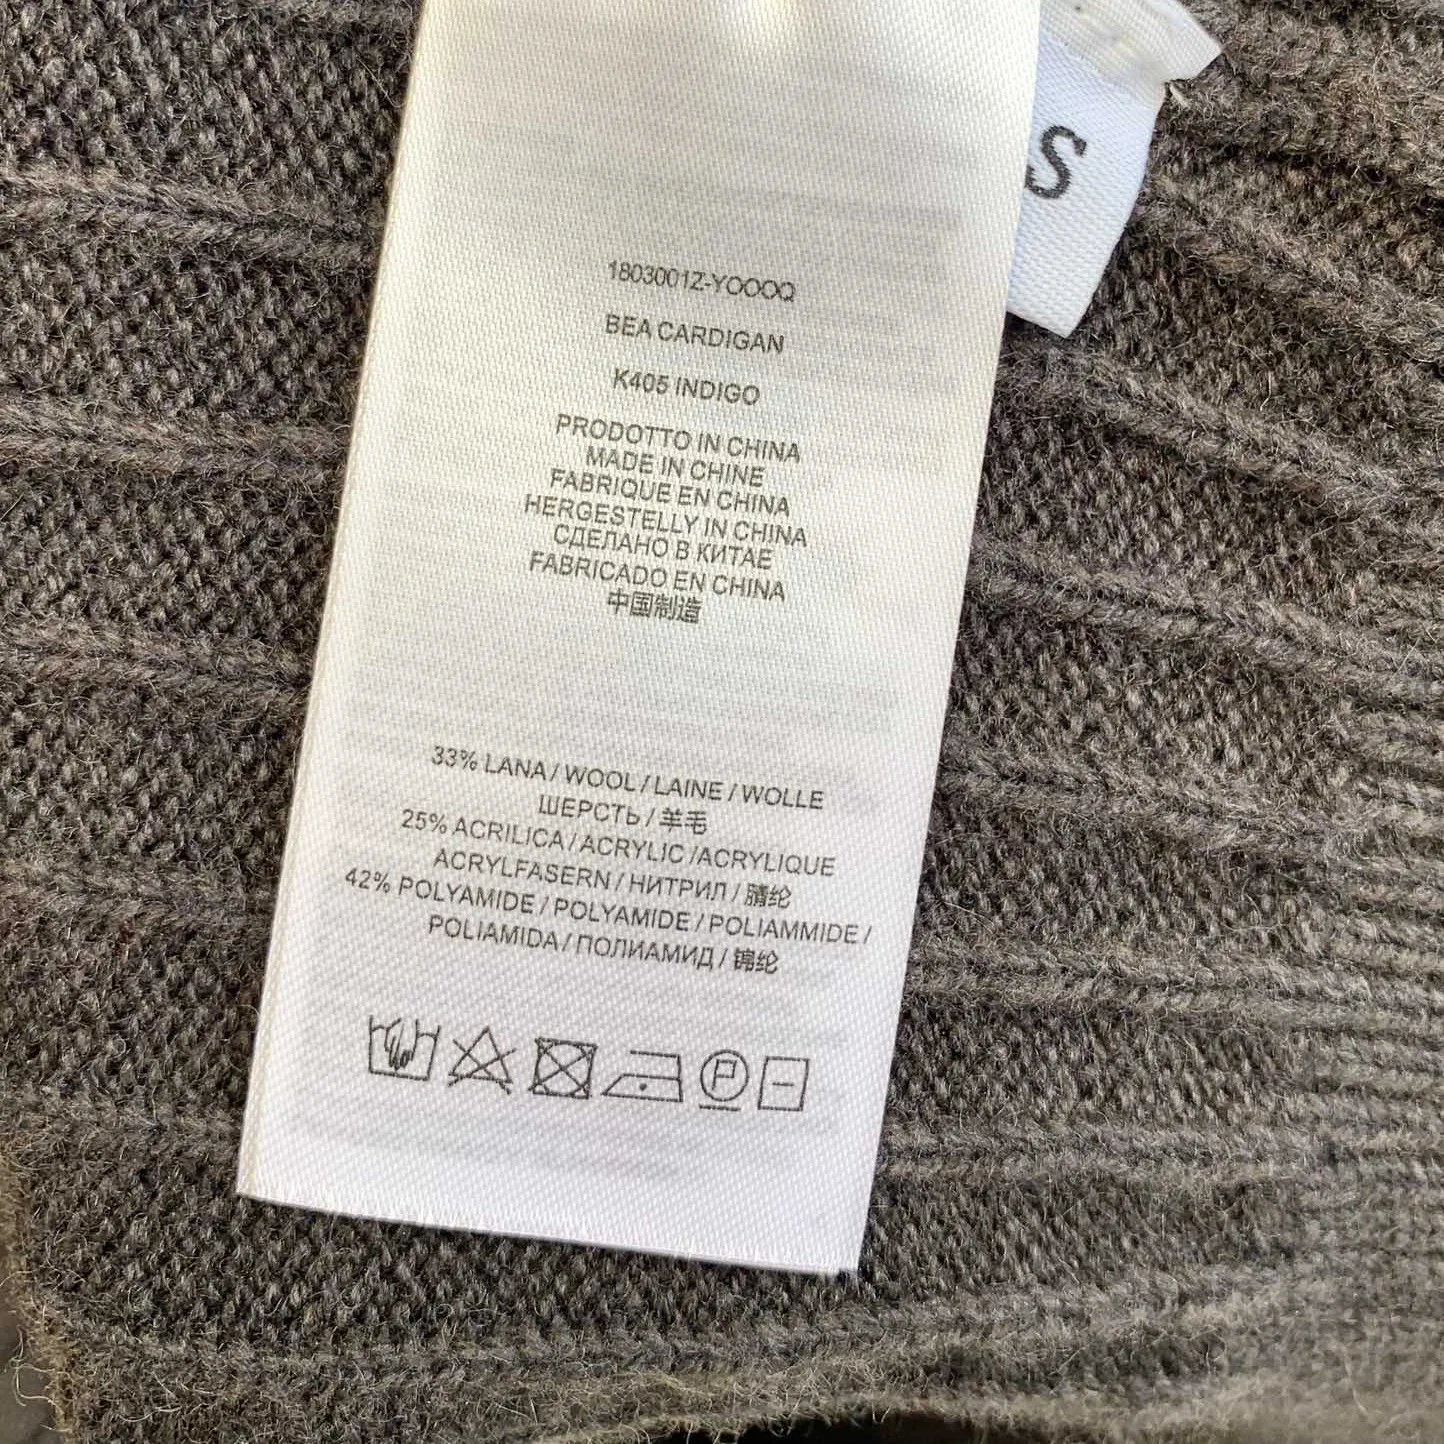 S
1803001Z-YOOOQ
BEA CARDIGAN
K405 INDIGO
PRODOTTO IN CHINA
MADE IN CHINE
FABRIQUE EN CHINA
HERGESTELLY IN CHINA
СДЕЛАНО В КИТАЕ
FABRICADO EN CHINA
中国制造
33% LANA / WOOL / LAINE / WOLLE
ШЕРСТЬ / 羊毛
25% ACRILICA / ACRYLIC /ACRYLIQUE
ACRYLFASERN / НИТРИЛ / 腈纶
42% POLYAMIDE / POLYAMIDE / POLIAMMIDE /
POLIAMIDA / ПОЛИАМИД / 锦纶
P